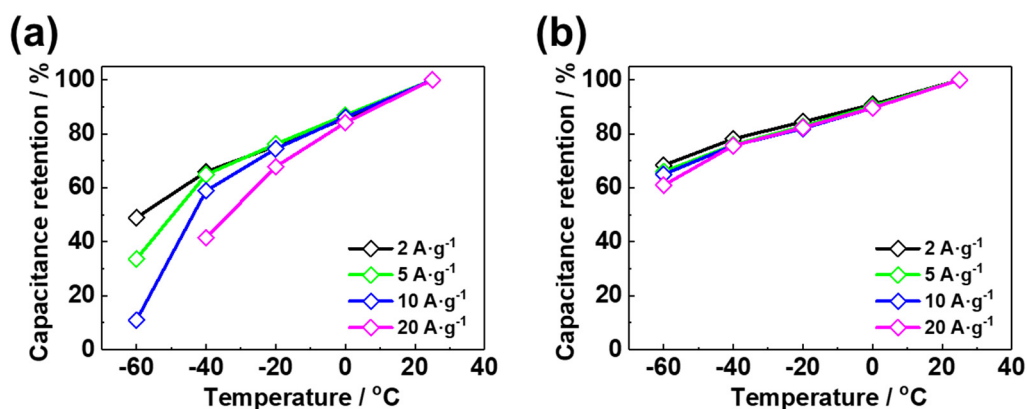 (a)
Capacitance retention / %
100
80
60
40
20
0
-60 -40 -20 0 20 40
Temperature / °C
2 A·g⁻¹
5 A·g⁻¹
10 A·g⁻¹
20 A·g⁻¹
(b)
Capacitance retention / %
100
80
60
40
20
0
-60 -40 -20 0 20 40
Temperature / °C
2 A·g⁻¹
5 A·g⁻¹
10 A·g⁻¹
20 A·g⁻¹